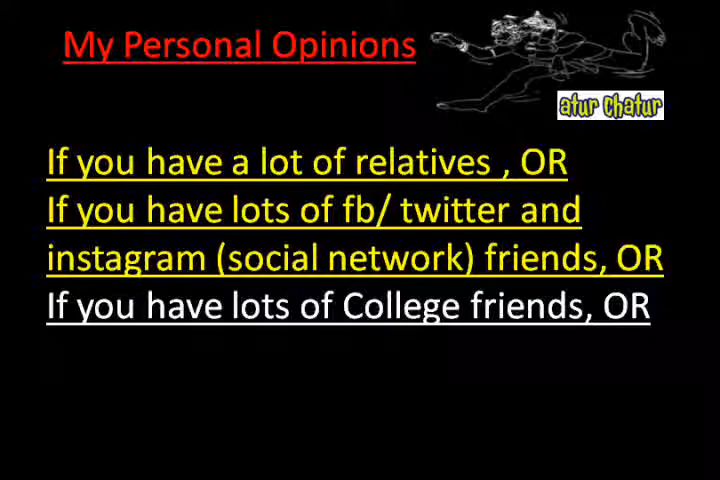 My Personal Opinions
atur chatur
If you have a lot of relatives , OR
If you have lots of fb/ twitter and
instagram (social network) friends, OR
If you have lots of College friends, OR